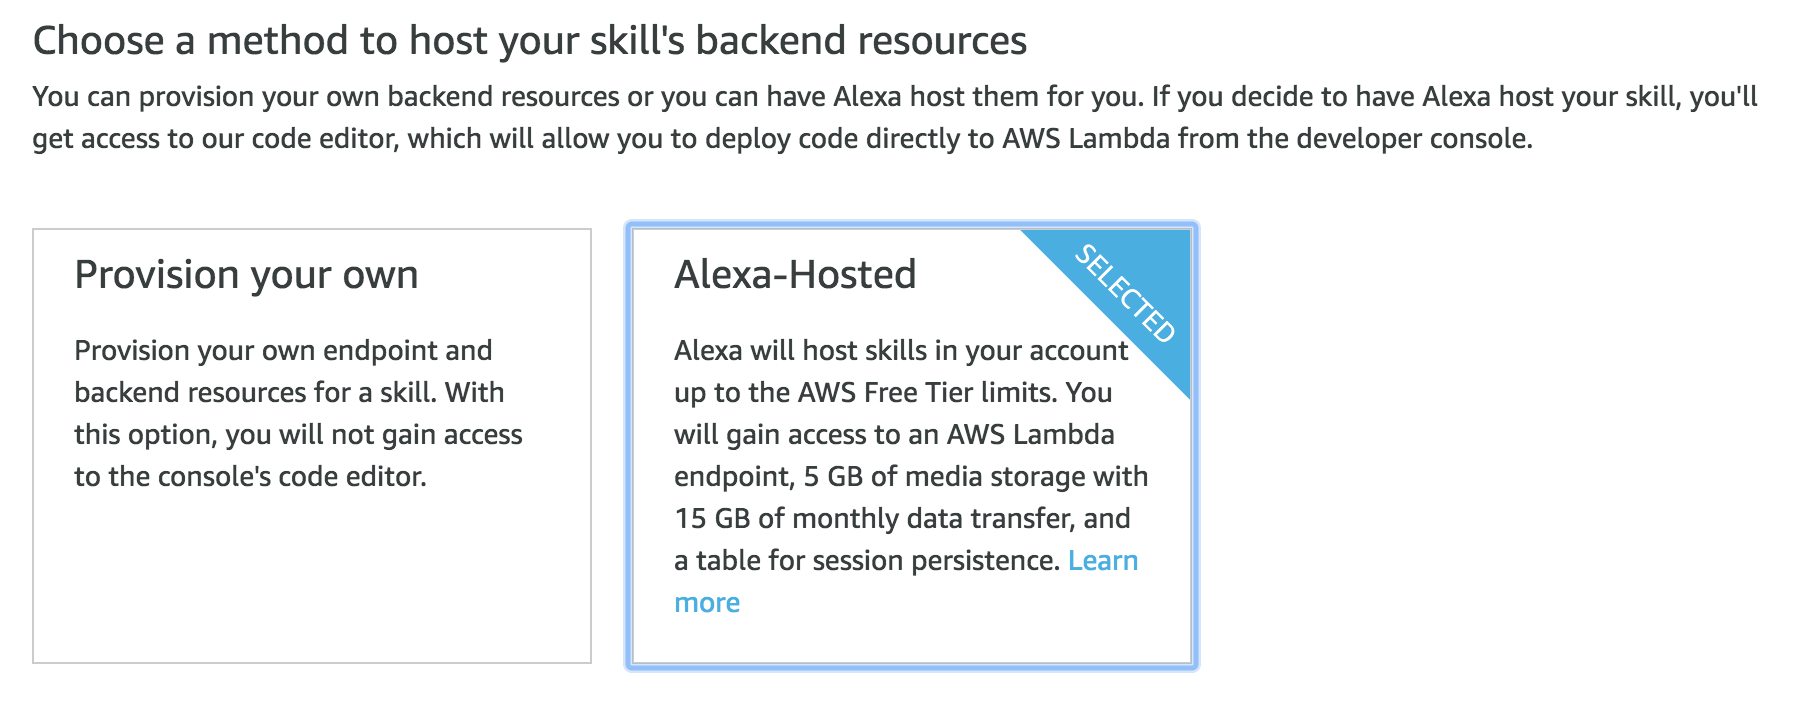 Choose a method to host your skill's backend resources
You can provision your own backend resources or you can have Alexa host them for you. If you decide to have Alexa host your skill, you'll
get access to our code editor, which will allow you to deploy code directly to AWS Lambda from the developer console.
Provision your own
Provision your own endpoint and
backend resources for a skill. With
this option, you will not gain access
to the console's code editor.
Alexa-Hosted
SELECTED
Alexa will host skills in your account
up to the AWS Free Tier limits. You
will gain access to an AWS Lambda
endpoint, 5 GB of media storage with
15 GB of monthly data transfer, and
a table for session persistence. Learn
more